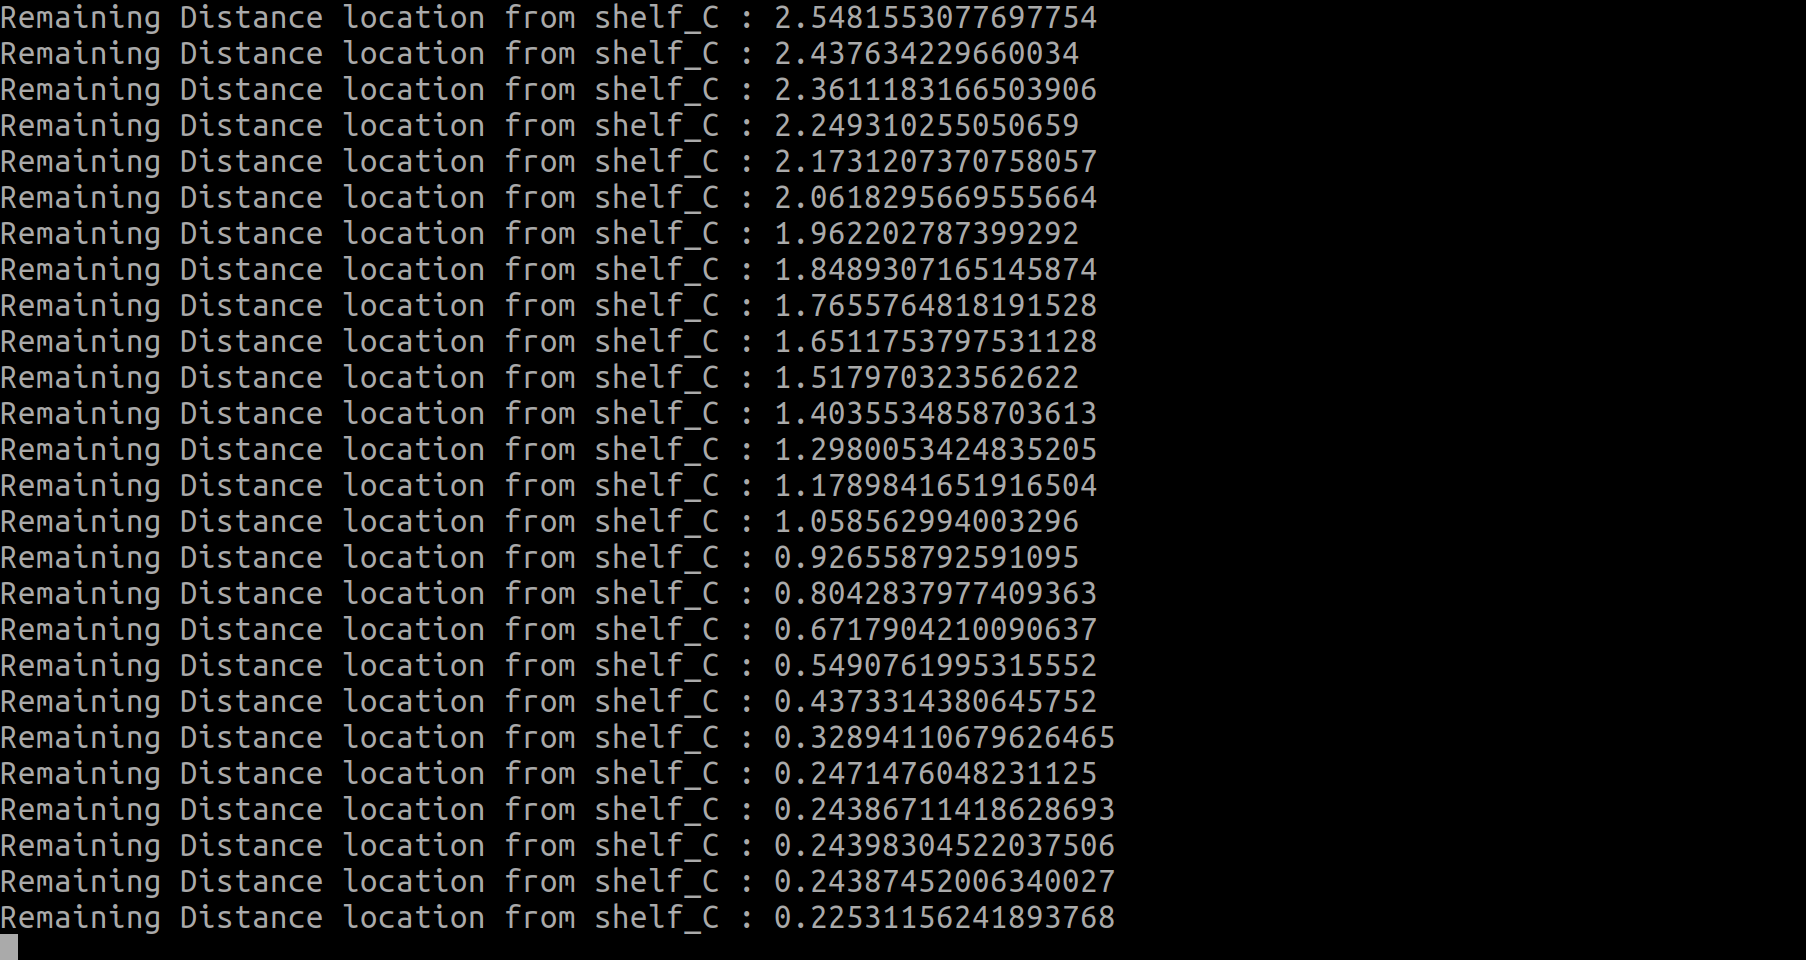 Remaining Distance location from shelf_C : 2.5481553077697754
Remaining Distance location from shelf_C : 2.437634229660034
Remaining Distance location from shelf_C : 2.3611183166503906
Remaining Distance location from shelf_C : 2.249310255050659
Remaining Distance location from shelf_C : 2.1731207370758057
Remaining Distance location from shelf_C : 2.0618295669555664
Remaining Distance location from shelf_C : 1.962202787399292
Remaining Distance location from shelf_C : 1.8489307165145874
Remaining Distance location from shelf_C : 1.7655764818191528
Remaining Distance location from shelf_C : 1.6511753797531128
Remaining Distance location from shelf_C : 1.517970323562622
Remaining Distance location from shelf_C : 1.4035534858703613
Remaining Distance location from shelf_C : 1.2980053424835205
Remaining Distance location from shelf_C : 1.1789841651916504
Remaining Distance location from shelf_C : 1.058562994003296
Remaining Distance location from shelf_C : 0.926558792591095
Remaining Distance location from shelf_C : 0.8042837977409363
Remaining Distance location from shelf_C : 0.6717904210090637
Remaining Distance location from shelf_C : 0.5490761995315552
Remaining Distance location from shelf_C : 0.4373314380645752
Remaining Distance location from shelf_C : 0.32894110679626465
Remaining Distance location from shelf_C : 0.2471476048231125
Remaining Distance location from shelf_C : 0.24386711418628693
Remaining Distance location from shelf_C : 0.24398304522037506
Remaining Distance location from shelf_C : 0.24387452006340027
Remaining Distance location from shelf_C : 0.22531156241893768